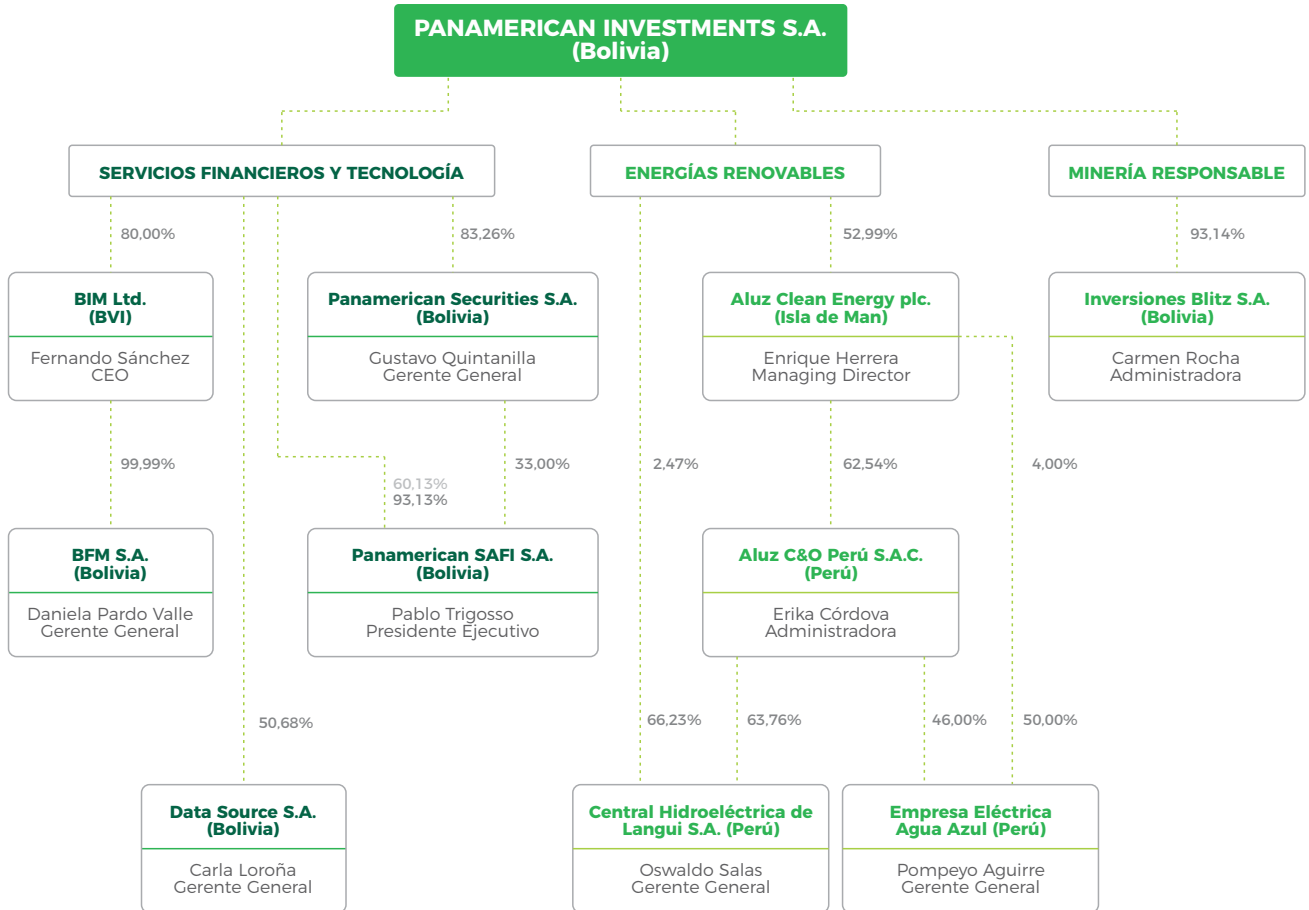 PANAMERICAN INVESTMENTS S.A.
(Bolivia)
SERVICIOS FINANCIEROS Y TECNOLOGÍA
ENERGÍAS RENOVABLES
MINERÍA RESPONSABLE
80,00%
83,26%
52,99%
93,14%
BIM Ltd.
(BVI)
Fernando Sánchez
CEO
Panamerican Securities S.A.
(Bolivia)
Gustavo Quintanilla
Gerente General
Aluz Clean Energy plc.
(Isla de Man)
Enrique Herrera
Managing Director
Inversiones Blitz S.A.
(Bolivia)
Carmen Rocha
Administradora
99,99%
60,13%
93,13%
33,00%
2,47%
62,54%
4,00%
BFM S.A.
(Bolivia)
Daniela Pardo Valle
Gerente General
Panamerican SAFI S.A.
(Bolivia)
Pablo Trigosso
Presidente Ejecutivo
Aluz C&O Perú S.A.C.
(Perú)
Erika Córdova
Administradora
50,68%
66,23%
63,76%
46,00%
50,00%
Data Source S.A.
(Bolivia)
Carla Loroña
Gerente General
Central Hidroeléctrica de
Langui S.A. (Perú)
Oswaldo Salas
Gerente General
Empresa Eléctrica
Agua Azul (Perú)
Pompeyo Aguirre
Gerente General